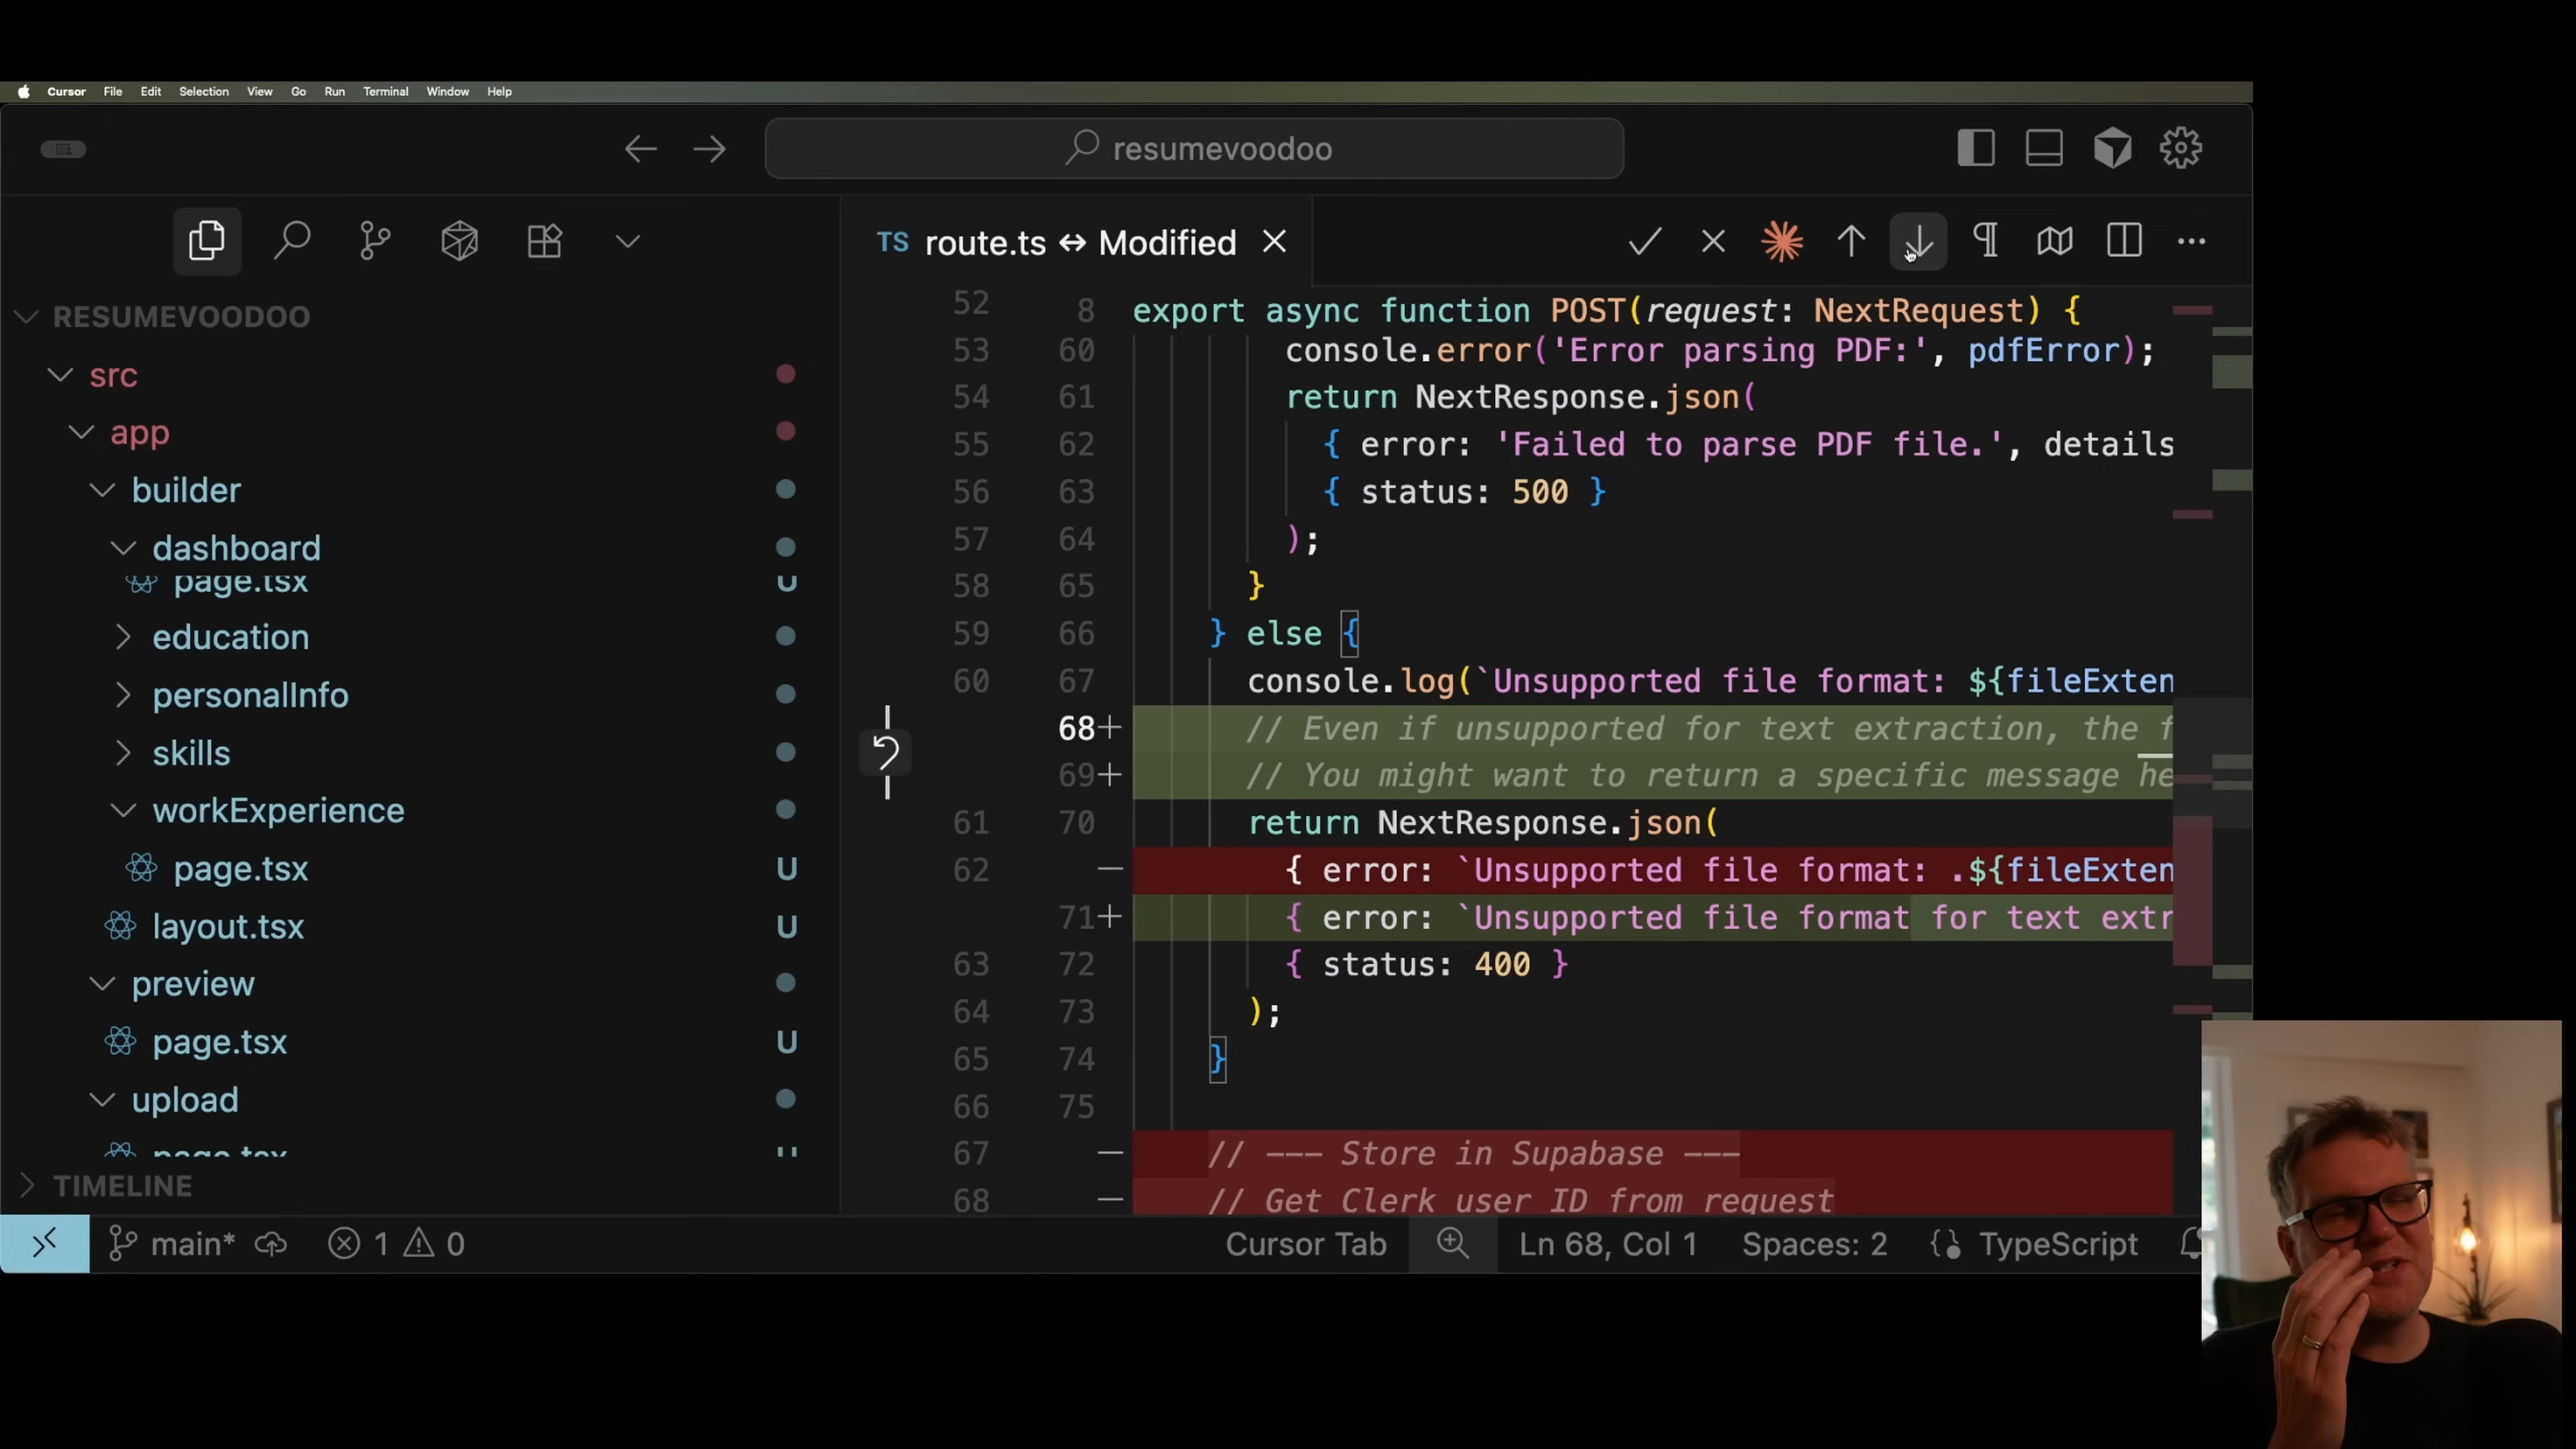 Cursor File Edit Selection View Go Run Terminal Window Help
resumevoodoo
TS route.ts ↔ Modified
RESUMEVOODOO
src
app
builder
dashboard
page.tsx U
education
personalInfo
skills
workExperience
page.tsx U
layout.tsx U
preview
page.tsx U
upload
page.tsx U
TIMELINE
52 8 export async function POST(request: NextRequest) {
53 60 console.error('Error parsing PDF:', pdfError);
54 61 return NextResponse.json(
55 62 { error: 'Failed to parse PDF file.', details
56 63 { status: 500 }
57 64 );
58 65 }
59 66 } else {
60 67 console.log(`Unsupported file format: ${fileExten
68+ // Even if unsupported for text extraction, the f
69+ // You might want to return a specific message he
61 70 return NextResponse.json(
62 — { error: `Unsupported file format: .${fileExten
71+ { error: `Unsupported file format for text extr
63 72 { status: 400 }
64 73 );
65 74 }
66 75
67 — // --- Store in Supabase ---
68 — // Get Clerk user ID from request
main* 1 0 Cursor Tab Ln 68, Col 1 Spaces: 2 {} TypeScript